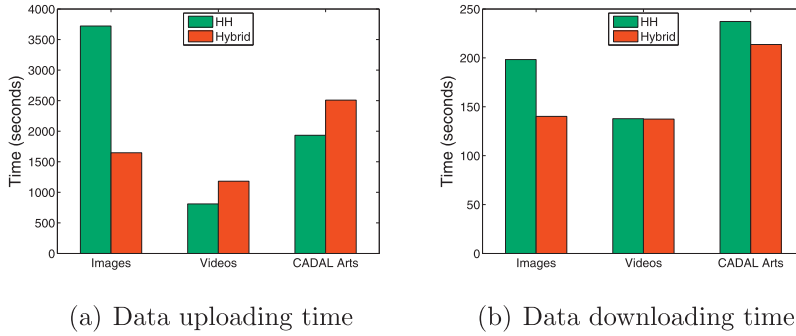 4000
3500
3000
2500
2000
1500
1000
500
0
Time (seconds)
HH
Hybrid
Images Videos CADAL Arts
(a) Data uploading time
250
200
150
100
50
0
Time (seconds)
HH
Hybrid
Images Videos CADAL Arts
(b) Data downloading time